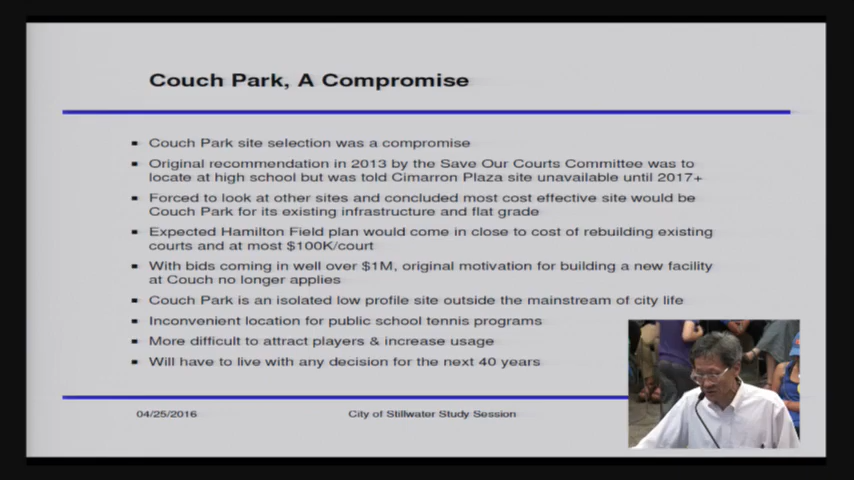 Couch Park, A Compromise
Couch Park site selection was a compromise
Original recommendation in 2013 by the Save Our Courts Committee was to
locate at high school but was told Cimarron Plaza site unavailable until 2017+
Forced to look at other sites and concluded most cost effective site would be
Couch Park for its existing infrastructure and flat grade
Expected Hamilton Field plan would come in close to cost of rebuilding existing
courts and at most $100K/court
With bids coming in well over $1M, original motivation for building a new facility
at Couch no longer applies
Couch Park is an isolated low profile site outside the mainstream of city life
Inconvenient location for public school tennis programs
More difficult to attract players & increase usage
Will have to live with any decision for the next 40 years
04/25/2016 City of Stillwater Study Session